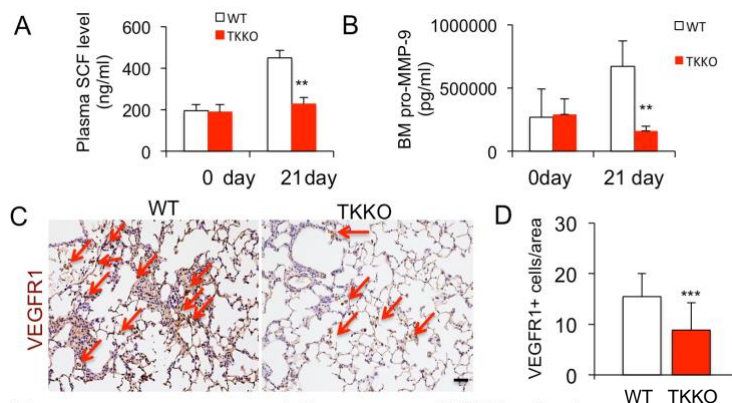 A
Plasma SCF level
(ng/ml)
600
400
200
0
WT
TKKO
**
0 day
21 day
B
BM pro-MMP-9
(pg/ml)
1000000
500000
0
WT
TKKO
**
0day
21 day
C
WT
TKKO
VEGFR1
D
VEGFR1+ cells/area
30
20
10
0
***
WT
TKKO